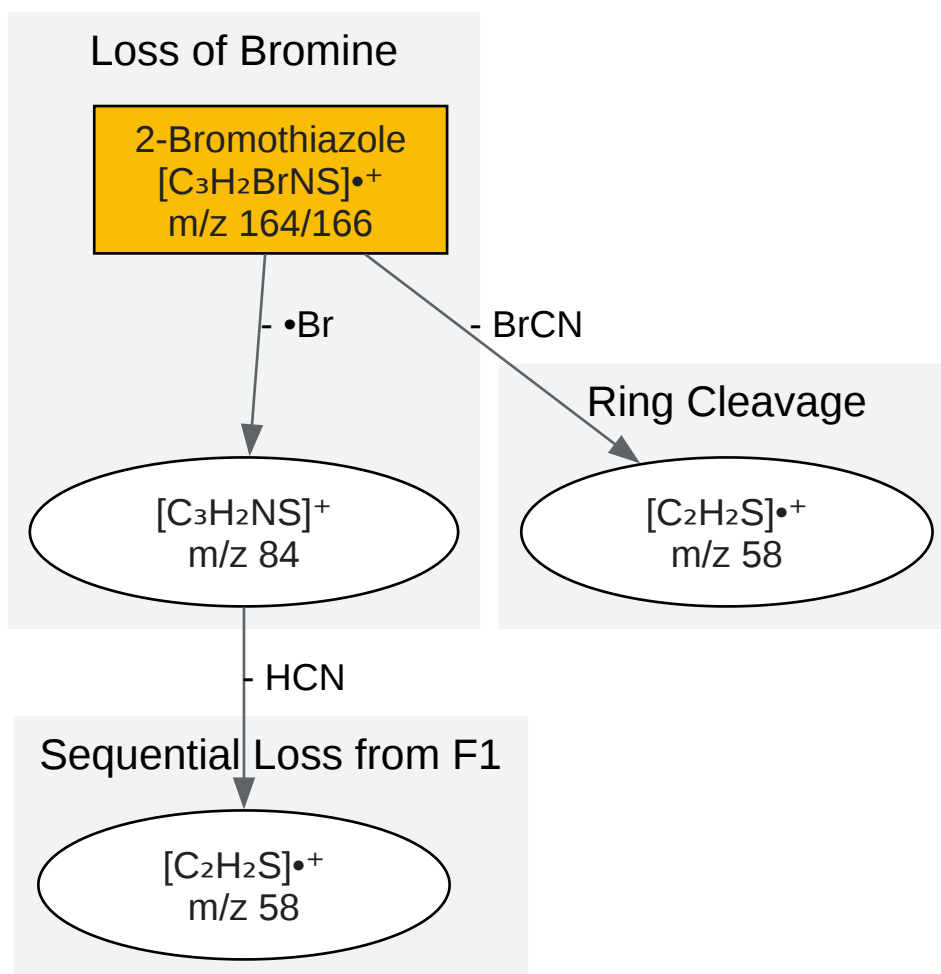 Loss of Bromine
2-Bromothiazole
[C₃H₂BrNS]•⁺
m/z 164/166
- •Br
- BrCN
Ring Cleavage
[C₃H₂NS]⁺
m/z 84
[C₂H₂S]•⁺
m/z 58
- HCN
Sequential Loss from F1
[C₂H₂S]•⁺
m/z 58